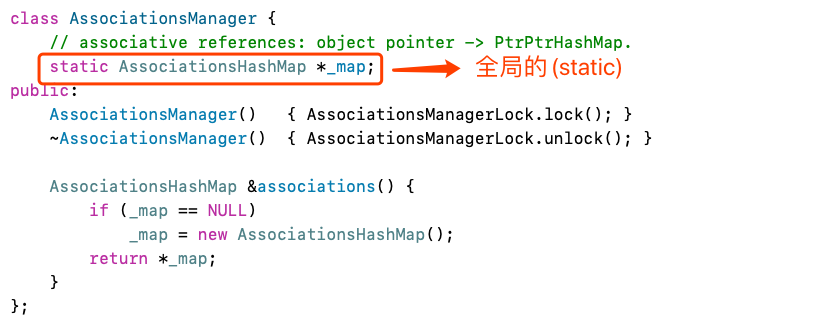 class AssociationsManager {
    // associative references: object pointer -> PtrPtrHashMap.
    static AssociationsHashMap *_map; 全局的(static)
public:
    AssociationsManager()   { AssociationsManagerLock.lock(); }
    ~AssociationsManager()  { AssociationsManagerLock.unlock(); }

    AssociationsHashMap &associations() {
        if (_map == NULL)
            _map = new AssociationsHashMap();
        return *_map;
    }
};